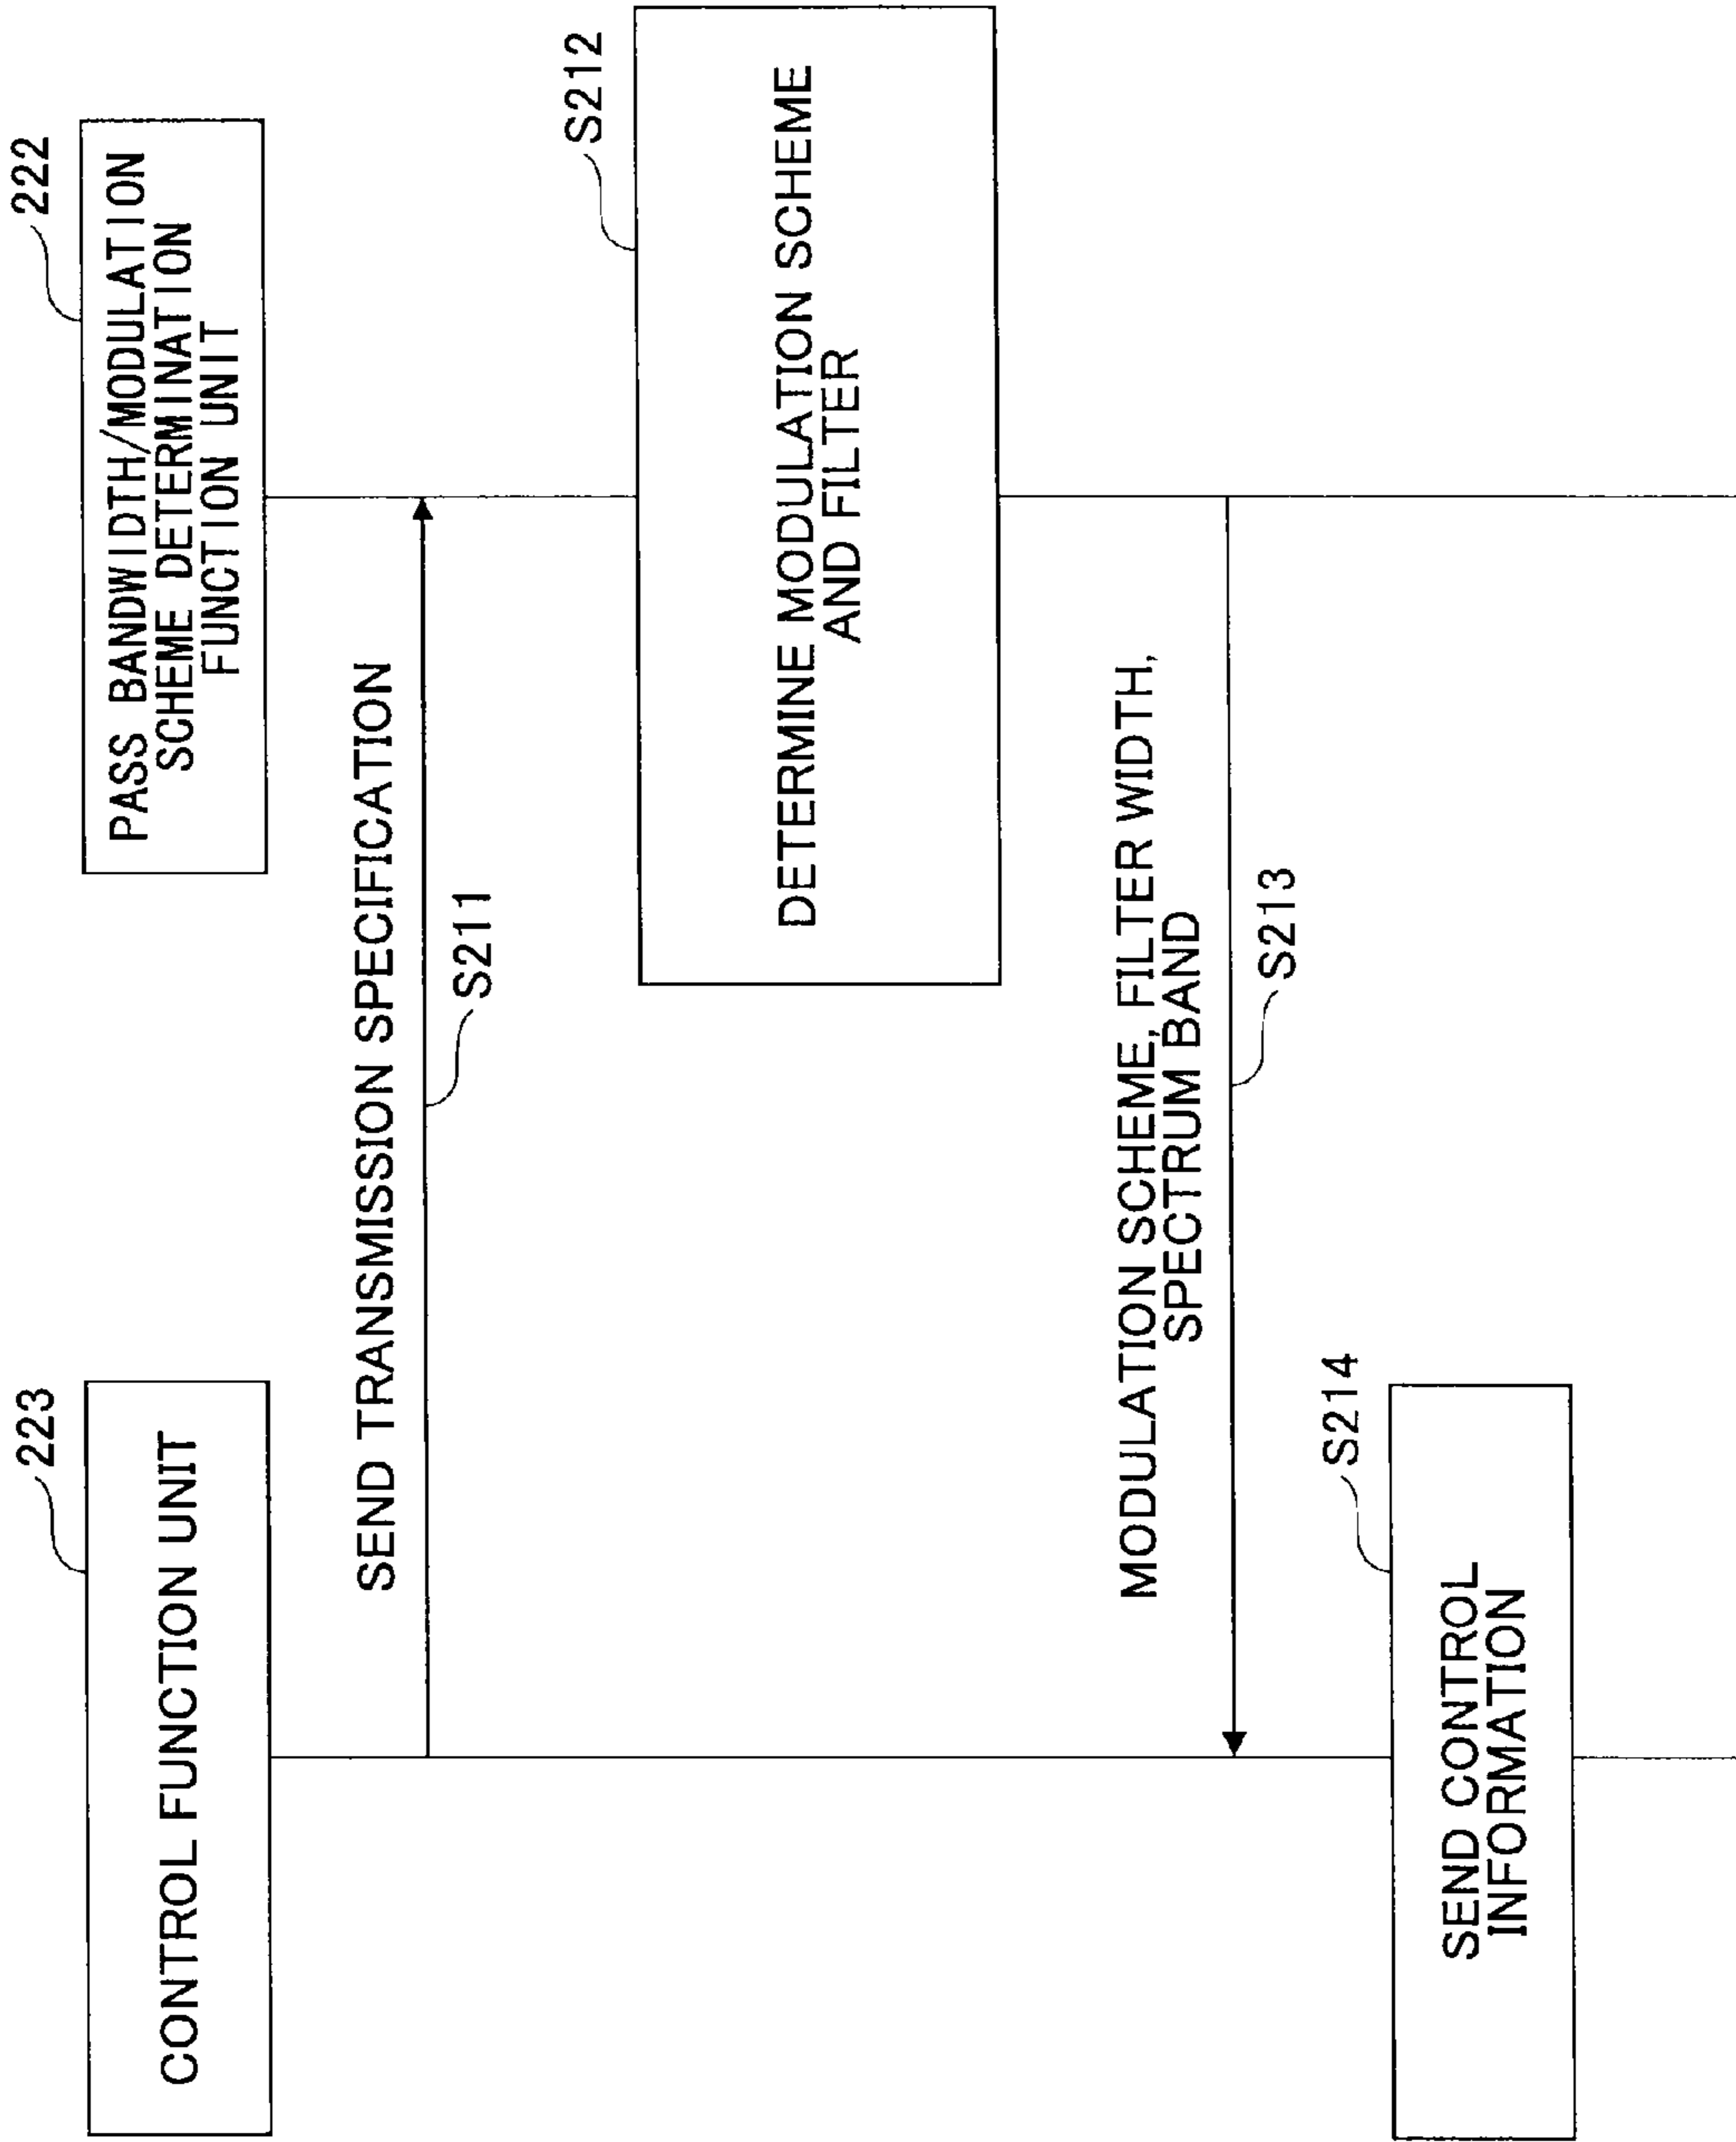 223
CONTROL FUNCTION UNIT
222
PASS BANDWIDTH/MODULATION
SCHEME DETERMINATION
FUNCTION UNIT
SEND TRANSMISSION SPECIFICATION
S211
S212
DETERMINE MODULATION SCHEME
AND FILTER
MODULATION SCHEME, FILTER WIDTH,
SPECTRUM BAND
S213
S214
SEND CONTROL
INFORMATION